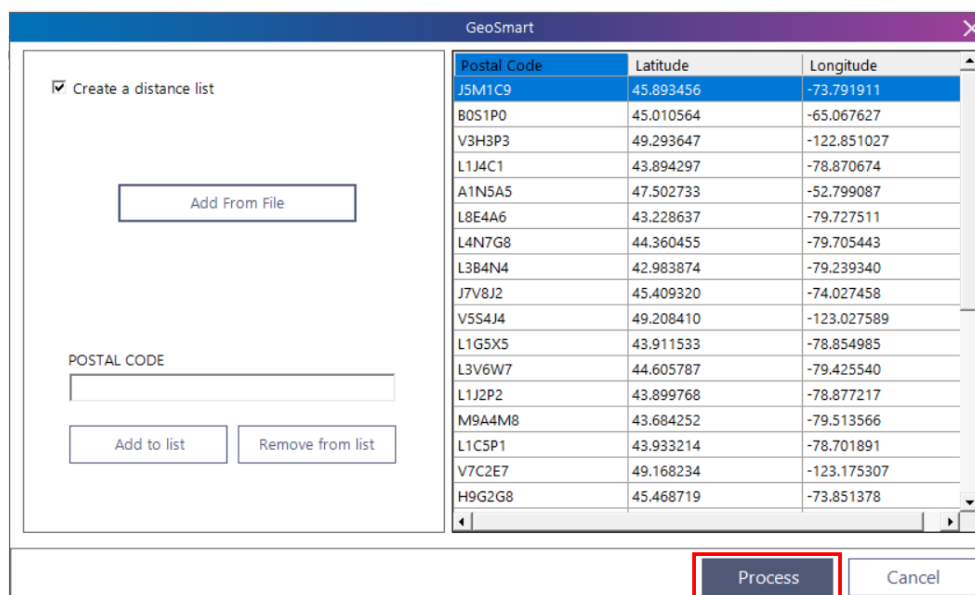 GeoSmart
Create a distance list
Add From File
POSTAL CODE
Add to list Remove from list
Postal Code Latitude Longitude
J5M1C9 45.893456 -73.791911
B0S1P0 45.010564 -65.067627
V3H3P3 49.293647 -122.851027
L1J4C1 43.894297 -78.870674
A1N5A5 47.502733 -52.799087
L8E4A6 43.228637 -79.727511
L4N7G8 44.360455 -79.705443
L3B4N4 42.983874 -79.239340
J7V8J2 45.409320 -74.027458
V5S4J4 49.208410 -123.027589
L1G5X5 43.911533 -78.854985
L3V6W7 44.605787 -79.425540
L1J2P2 43.899768 -78.877217
M9A4M8 43.684252 -79.513566
L1C5P1 43.933214 -78.701891
V7C2E7 49.168234 -123.175307
H9G2G8 45.468719 -73.851378
Process Cancel